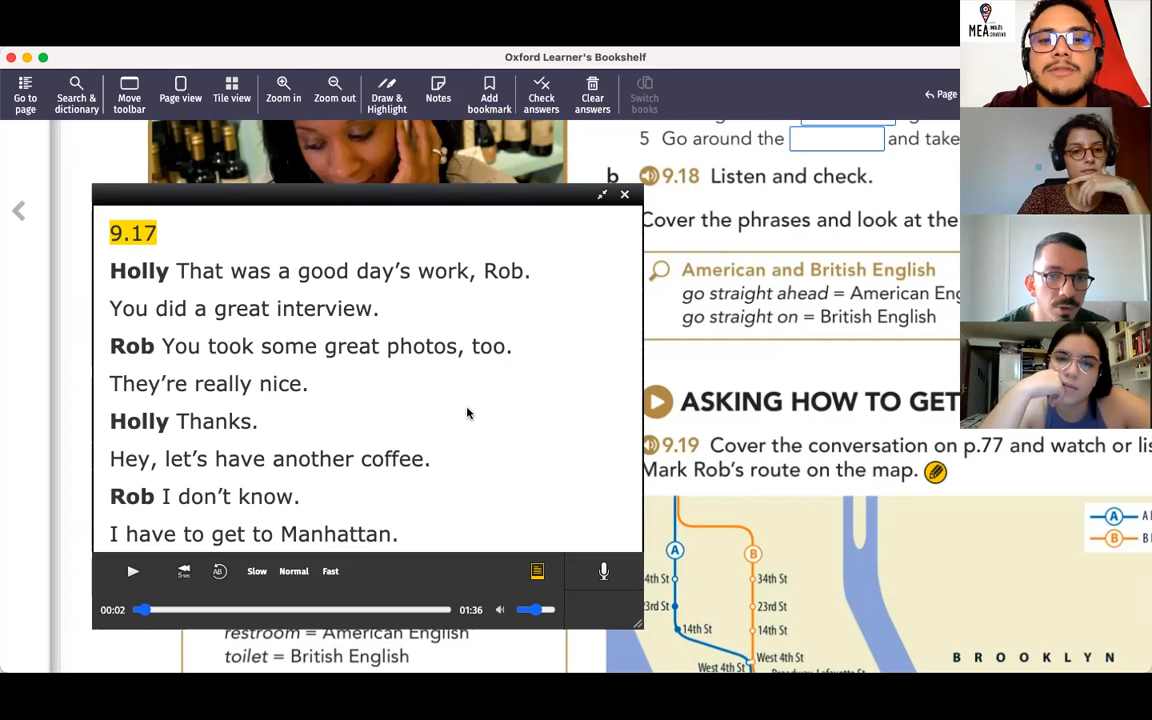 Oxford Learner's Bookshelf
Go to page
Search & dictionary
Move toolbar
Page view
Tile view
Zoom in
Zoom out
Draw & Highlight
Notes
Add bookmark
Check answers
Clear answers
Switch books
Page
MEA
INGLÊS
CRIATIVO
5 Go around the
and take
b 9.18 Listen and check.
Cover the phrases and look at the
American and British English
go straight ahead = American Eng
go straight on = British English
ASKING HOW TO GET
9.19 Cover the conversation on p.77 and watch or lis
Mark Rob's route on the map.
9.17
Holly That was a good day's work, Rob.
You did a great interview.
Rob You took some great photos, too.
They're really nice.
Holly Thanks.
Hey, let's have another coffee.
Rob I don't know.
I have to get to Manhattan.
5sec
AB
Slow
Normal
Fast
00:02
01:36
restroom = American English
toilet = British English
A
B
A
B
4th St
34th St
23rd St
23rd St
14th St
14th St
West 4th St
West 4th St
BROOKLYN